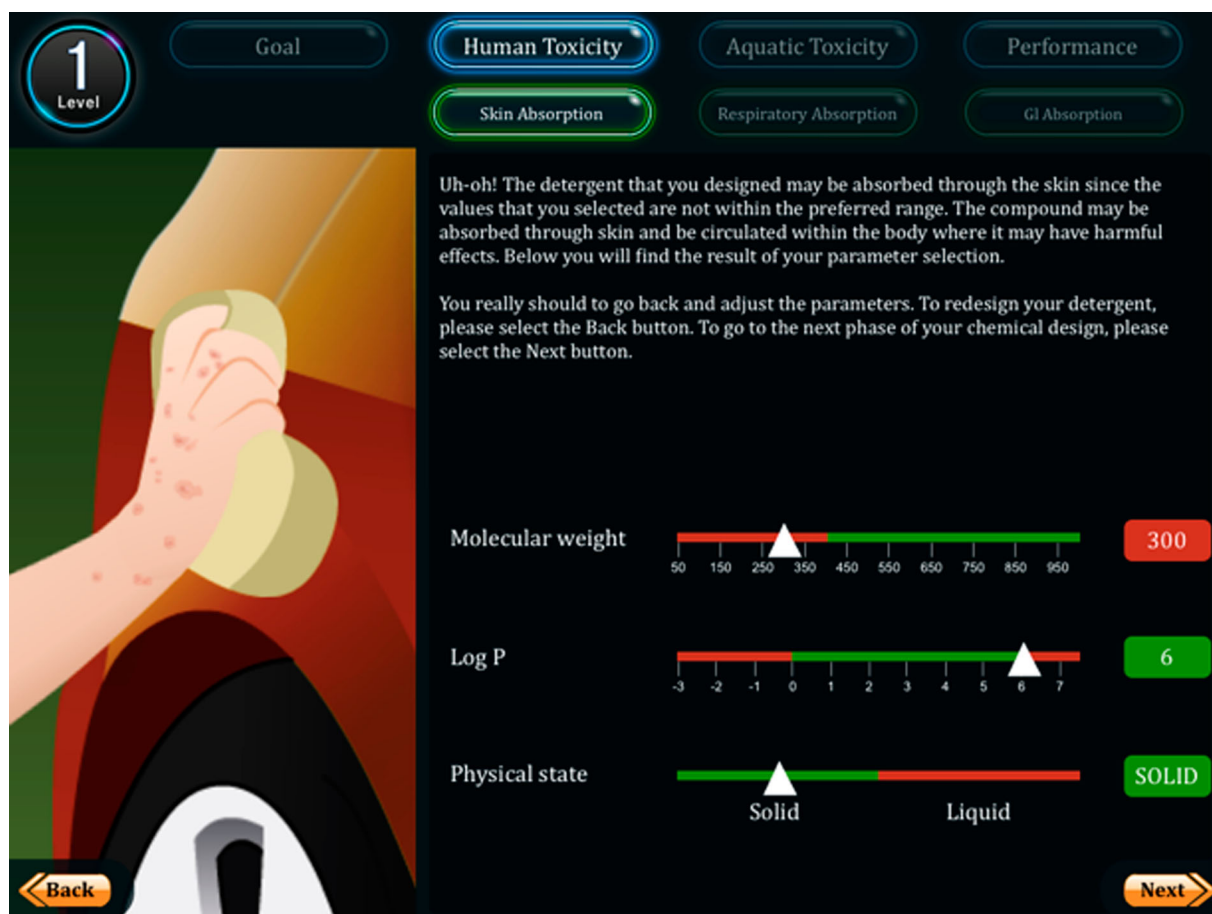 1
Level
Goal
Human Toxicity
Aquatic Toxicity
Performance
Skin Absorption
Respiratory Absorption
GI Absorption
Uh-oh! The detergent that you designed may be absorbed through the skin since the
values that you selected are not within the preferred range. The compound may be
absorbed through skin and be circulated within the body where it may have harmful
effects. Below you will find the result of your parameter selection.
You really should to go back and adjust the parameters. To redesign your detergent,
please select the Back button. To go to the next phase of your chemical design, please
select the Next button.
Molecular weight
50 150 250 350 450 550 650 750 850 950
300
Log P
-3 -2 -1 0 1 2 3 4 5 6 7
6
Physical state
Solid Liquid
SOLID
Back
Next